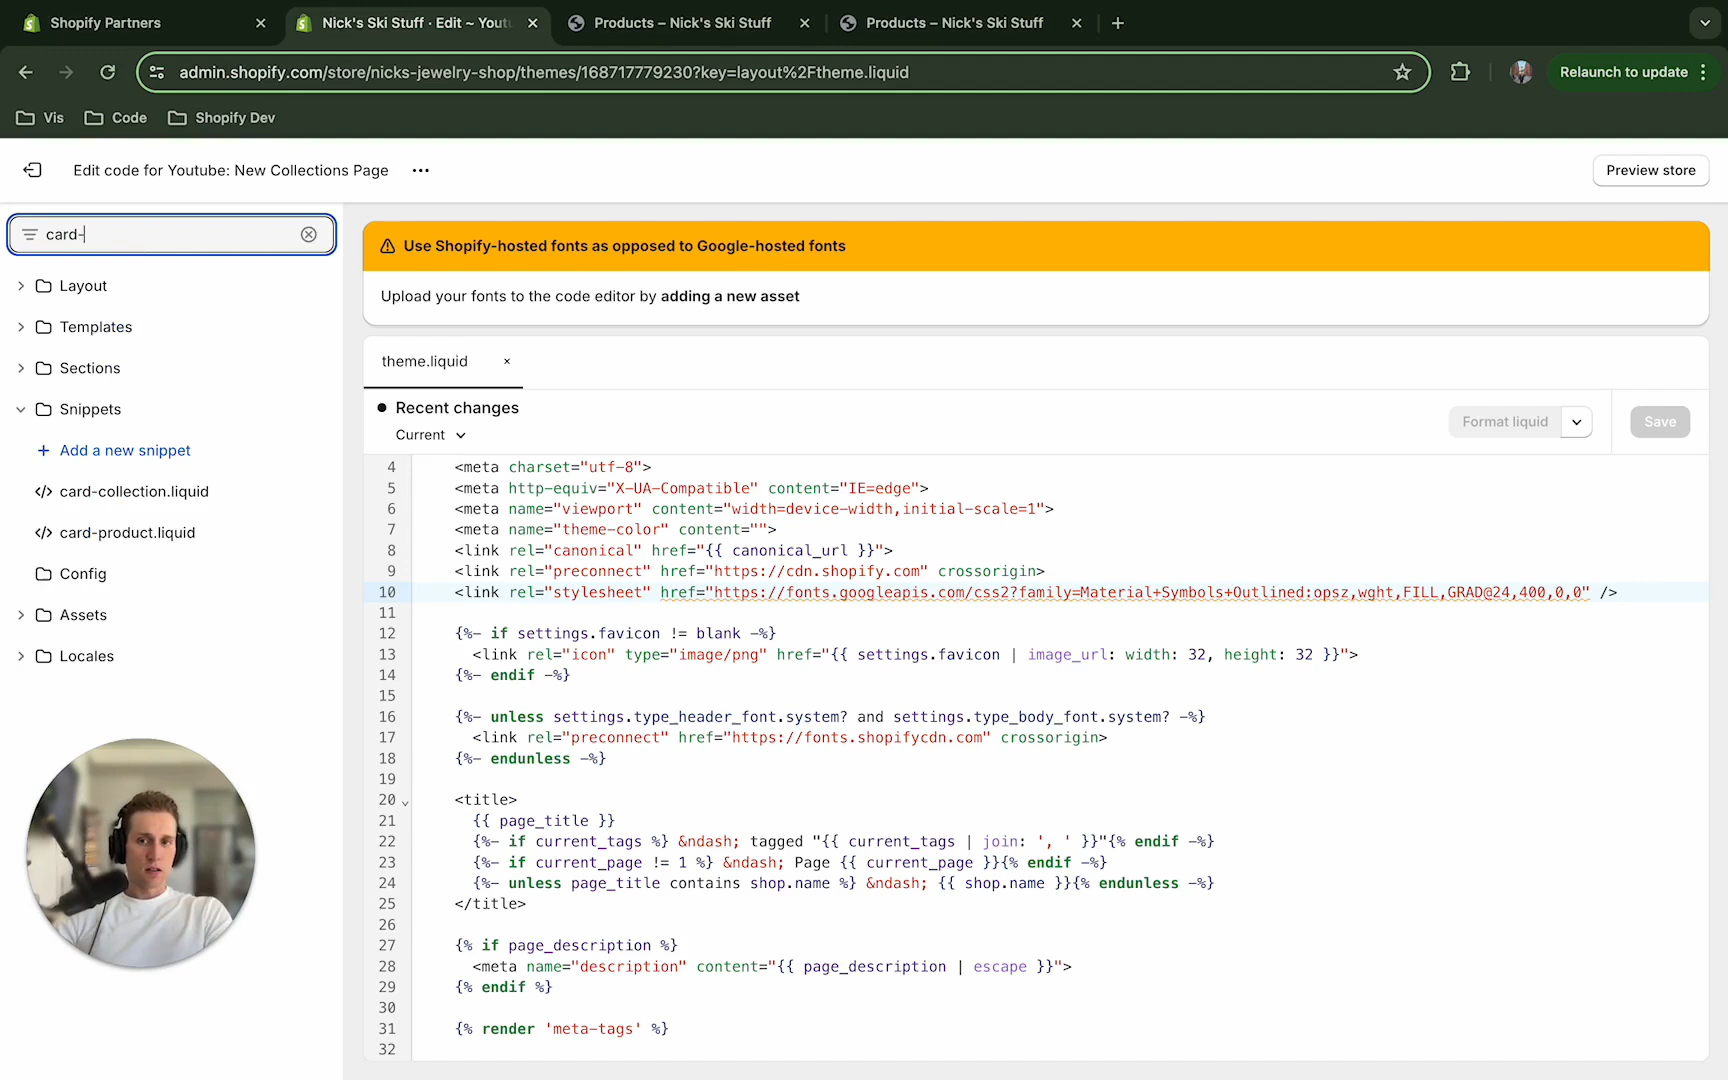 Shopify Partners
Nick's Ski Stuff · Edit ~ Yout
Products – Nick's Ski Stuff
Products – Nick's Ski Stuff
admin.shopify.com/store/nicks-jewelry-shop/themes/168717779230?key=layout%2Ftheme.liquid
Relaunch to update
Vis
Code
Shopify Dev
Edit code for Youtube: New Collections Page
Preview store
card-
Layout
Templates
Sections
Snippets
Add a new snippet
card-collection.liquid
card-product.liquid
Config
Assets
Locales
Use Shopify-hosted fonts as opposed to Google-hosted fonts
Upload your fonts to the code editor by adding a new asset
theme.liquid
Recent changes
Current
Format liquid
Save
4 <meta charset="utf-8">
5 <meta http-equiv="X-UA-Compatible" content="IE=edge">
6 <meta name="viewport" content="width=device-width,initial-scale=1">
7 <meta name="theme-color" content="">
8 <link rel="canonical" href="{{ canonical_url }}">
9 <link rel="preconnect" href="https://cdn.shopify.com" crossorigin>
10 <link rel="stylesheet" href="https://fonts.googleapis.com/css2?family=Material+Symbols+Outlined:opsz,wght,FILL,GRAD@24,400,0,0" />
11
12 {%- if settings.favicon != blank -%}
13 <link rel="icon" type="image/png" href="{{ settings.favicon | image_url: width: 32, height: 32 }}">
14 {%- endif -%}
15
16 {%- unless settings.type_header_font.system? and settings.type_body_font.system? -%}
17 <link rel="preconnect" href="https://fonts.shopifycdn.com" crossorigin>
18 {%- endunless -%}
19
20 <title>
21 {{ page_title }}
22 {%- if current_tags %} &ndash; tagged "{{ current_tags | join: ', ' }}"{% endif -%}
23 {%- if current_page != 1 %} &ndash; Page {{ current_page }}{% endif -%}
24 {%- unless page_title contains shop.name %} &ndash; {{ shop.name }}{% endunless -%}
25 </title>
26
27 {% if page_description %}
28 <meta name="description" content="{{ page_description | escape }}">
29 {% endif %}
30
31 {% render 'meta-tags' %}
32